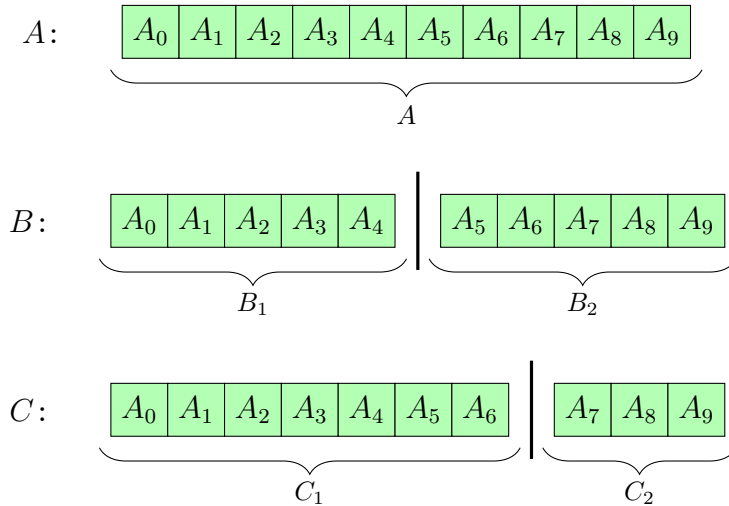 A: A₀ A₁ A₂ A₃ A₄ A₅ A₆ A₇ A₈ A₉
A
B: A₀ A₁ A₂ A₃ A₄ A₅ A₆ A₇ A₈ A₉
B₁ B₂
C: A₀ A₁ A₂ A₃ A₄ A₅ A₆ A₇ A₈ A₉
C₁ C₂